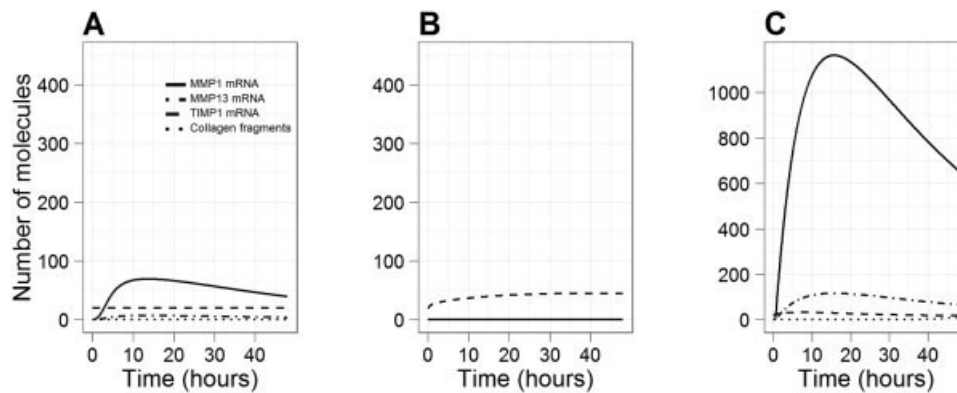 A
B
C
Number of molecules
400
300
200
100
0
MMP1 mRNA
MMP13 mRNA
TIMP1 mRNA
Collagen fragments
0 10 20 30 40
Time (hours)
400
300
200
100
0
0 10 20 30 40
Time (hours)
1000
800
600
400
200
0
0 10 20 30 40
Time (hours)